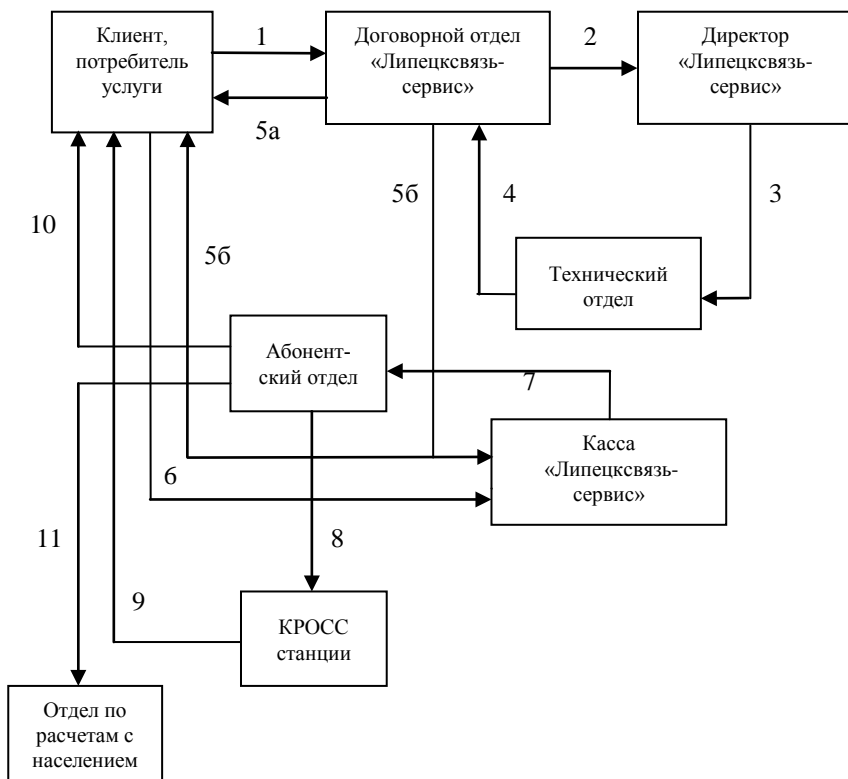 Клиент,
потребитель
услуги
1
Договорной отдел
«Липецксвязь-
сервис»
2
Директор
«Липецксвязь-
сервис»
5а
10
5б
5б
4
3
Технический
отдел
Абонент-
ский отдел
7
Касса
«Липецксвязь-
сервис»
6
11
8
9
КРОСС
станции
Отдел по
расчетам с
населением